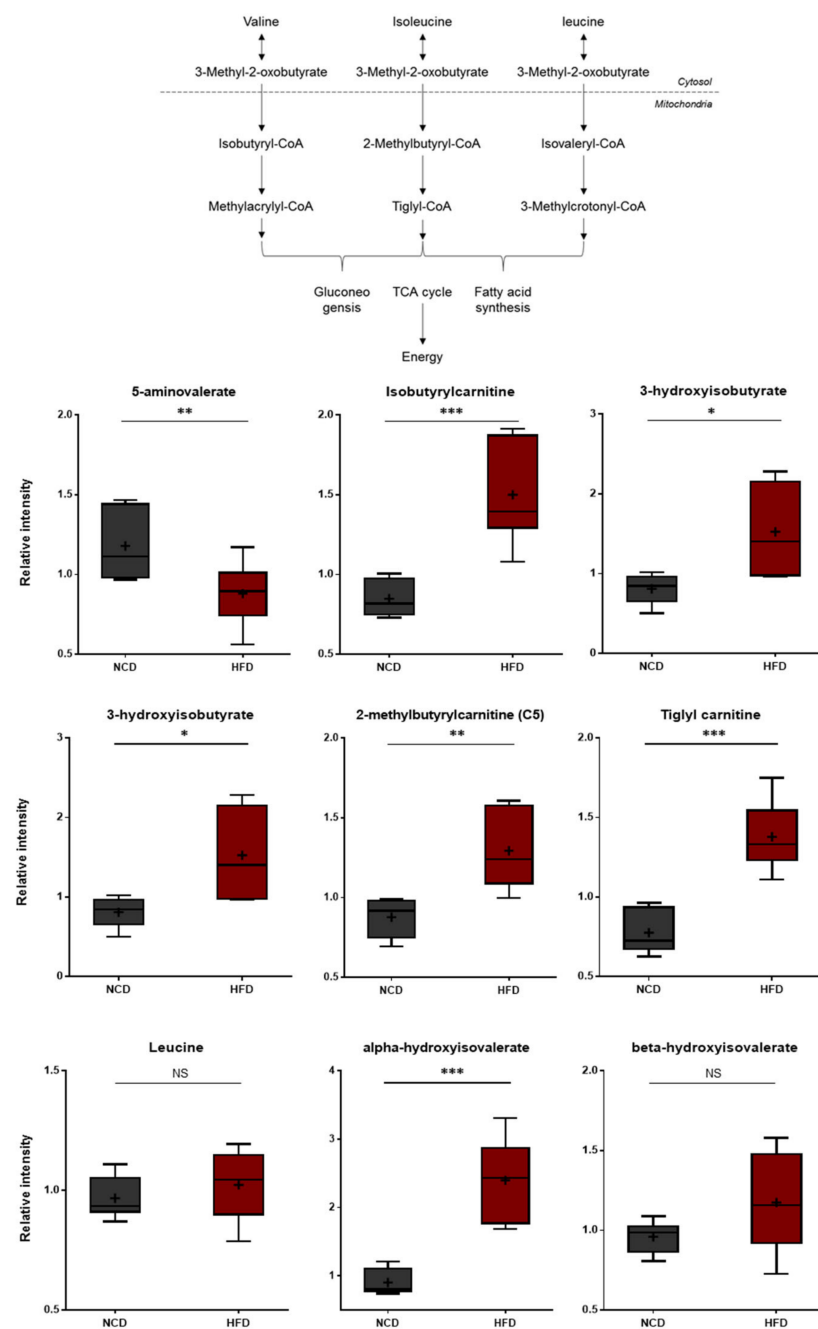 Valine Isoleucine leucine
3-Methyl-2-oxobutyrate 3-Methyl-2-oxobutyrate 3-Methyl-2-oxobutyrate
Cytosol
Mitochondria
Isobutyryl-CoA 2-Methylbutyryl-CoA Isovaleryl-CoA
Methylacrylyl-CoA Tiglyl-CoA 3-Methylcrotonyl-CoA
Gluconeo TCA cycle Fatty acid
gensis synthesis
Energy
5-aminovalerate Isobutyrylcarnitine 3-hydroxyisobutyrate
2.0 ** 2.0 *** 3 *
1.5 1.5 2
Relative intensity
1.0 1.0 1
0.5 0.5 0
NCD HFD NCD HFD NCD HFD
3-hydroxyisobutyrate 2-methylbutyrylcarnitine (C5) Tiglyl carnitine
3 * 2.0 ** 2.0 ***
2 1.5 1.5
Relative intensity
1 1.0 1.0
0 0.5 0.5
NCD HFD NCD HFD NCD HFD
Leucine alpha-hydroxyisovalerate beta-hydroxyisovalerate
1.5 NS 4 *** 2.0 NS
3 1.5
Relative intensity
1.0 2 1.0
1
0.5 0.5
NCD HFD NCD HFD NCD HFD